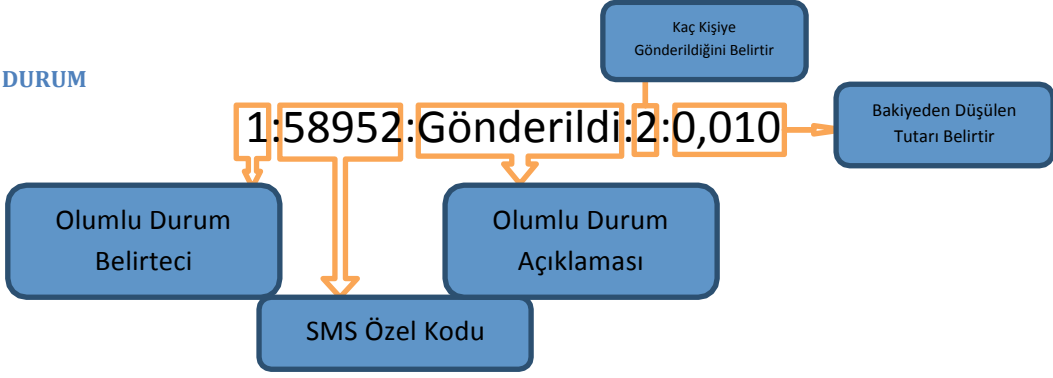 Kaç Kişiye
Gönderildiğini Belirtir
DURUM
1:58952:Gönderildi:2:0,010
Bakiyeden Düşülen
Tutarı Belirtir
Olumlu Durum
Belirteci
Olumlu Durum
Açıklaması
SMS Özel Kodu